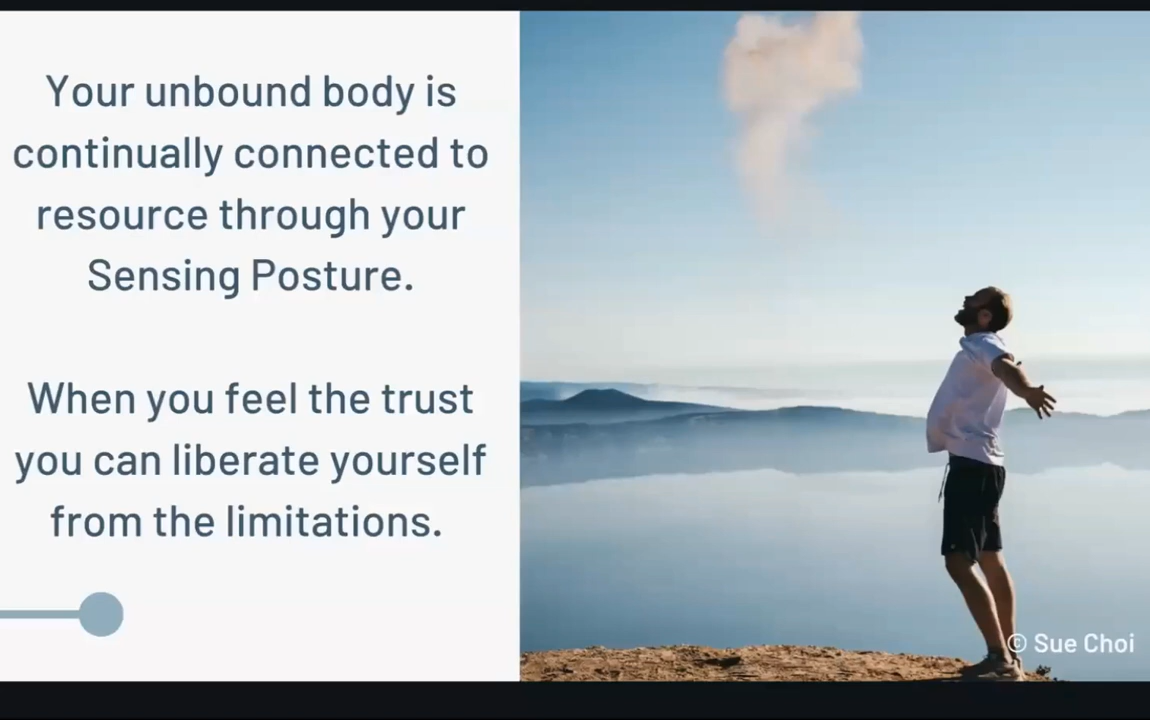 Your unbound body is
continually connected to
resource through your
Sensing Posture.
When you feel the trust
you can liberate yourself
from the limitations.
© Sue Choi